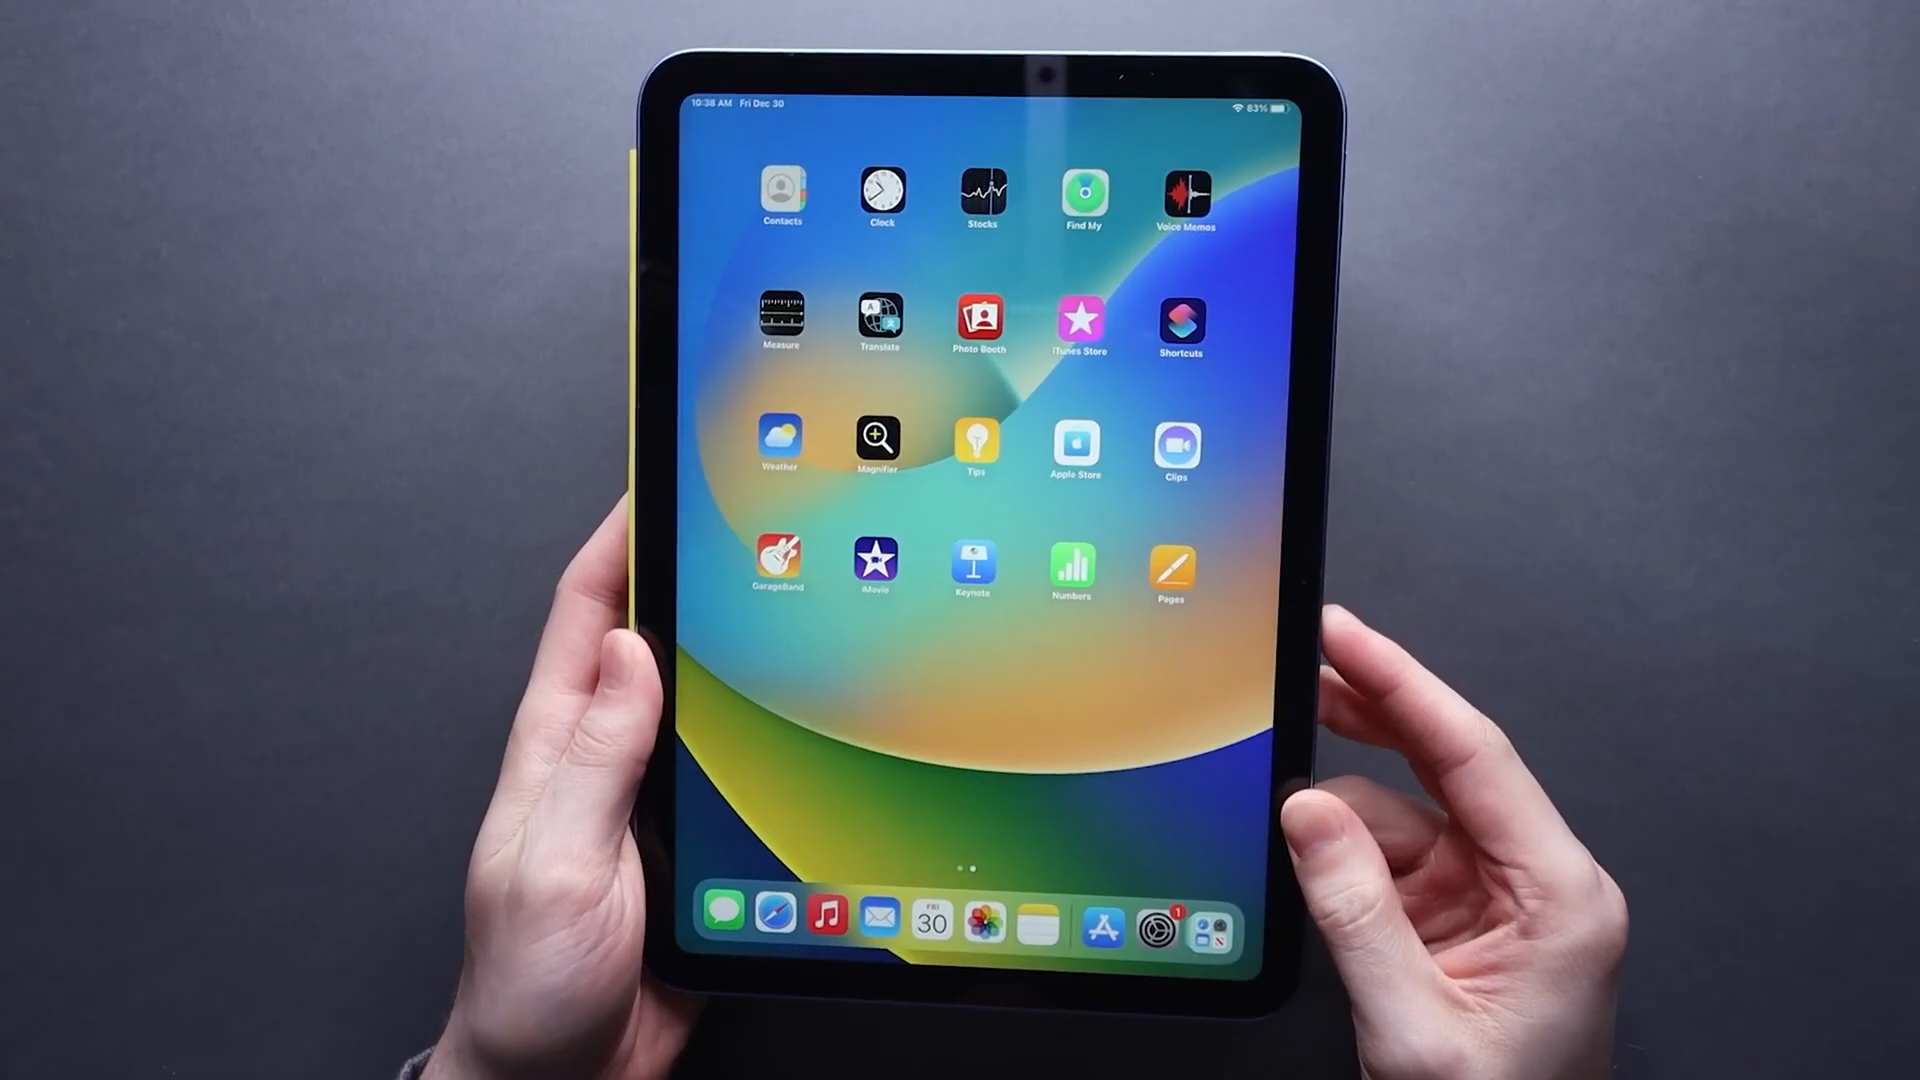 10:38 AM Fri Dec 30
83%
Contacts
Clock
Stocks
Find My
Voice Memos
Measure
Translate
Photo Booth
iTunes Store
Shortcuts
Weather
Magnifier
Tips
Apple Store
Clips
GarageBand
iMovie
Keynote
Numbers
Pages
FRI
30
1